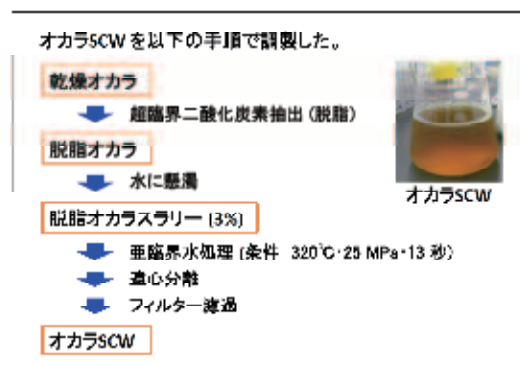 オカラSCWを以下の手順で調製した。
乾燥オカラ
超臨界二酸化炭素抽出（脱脂）
脱脂オカラ
水に懸濁
オカラSCW
脱脂オカラスラリー (3%)
亜臨界水処理 (条件 320℃・25 MPa・13 秒)
遠心分離
フィルター濾過
オカラSCW